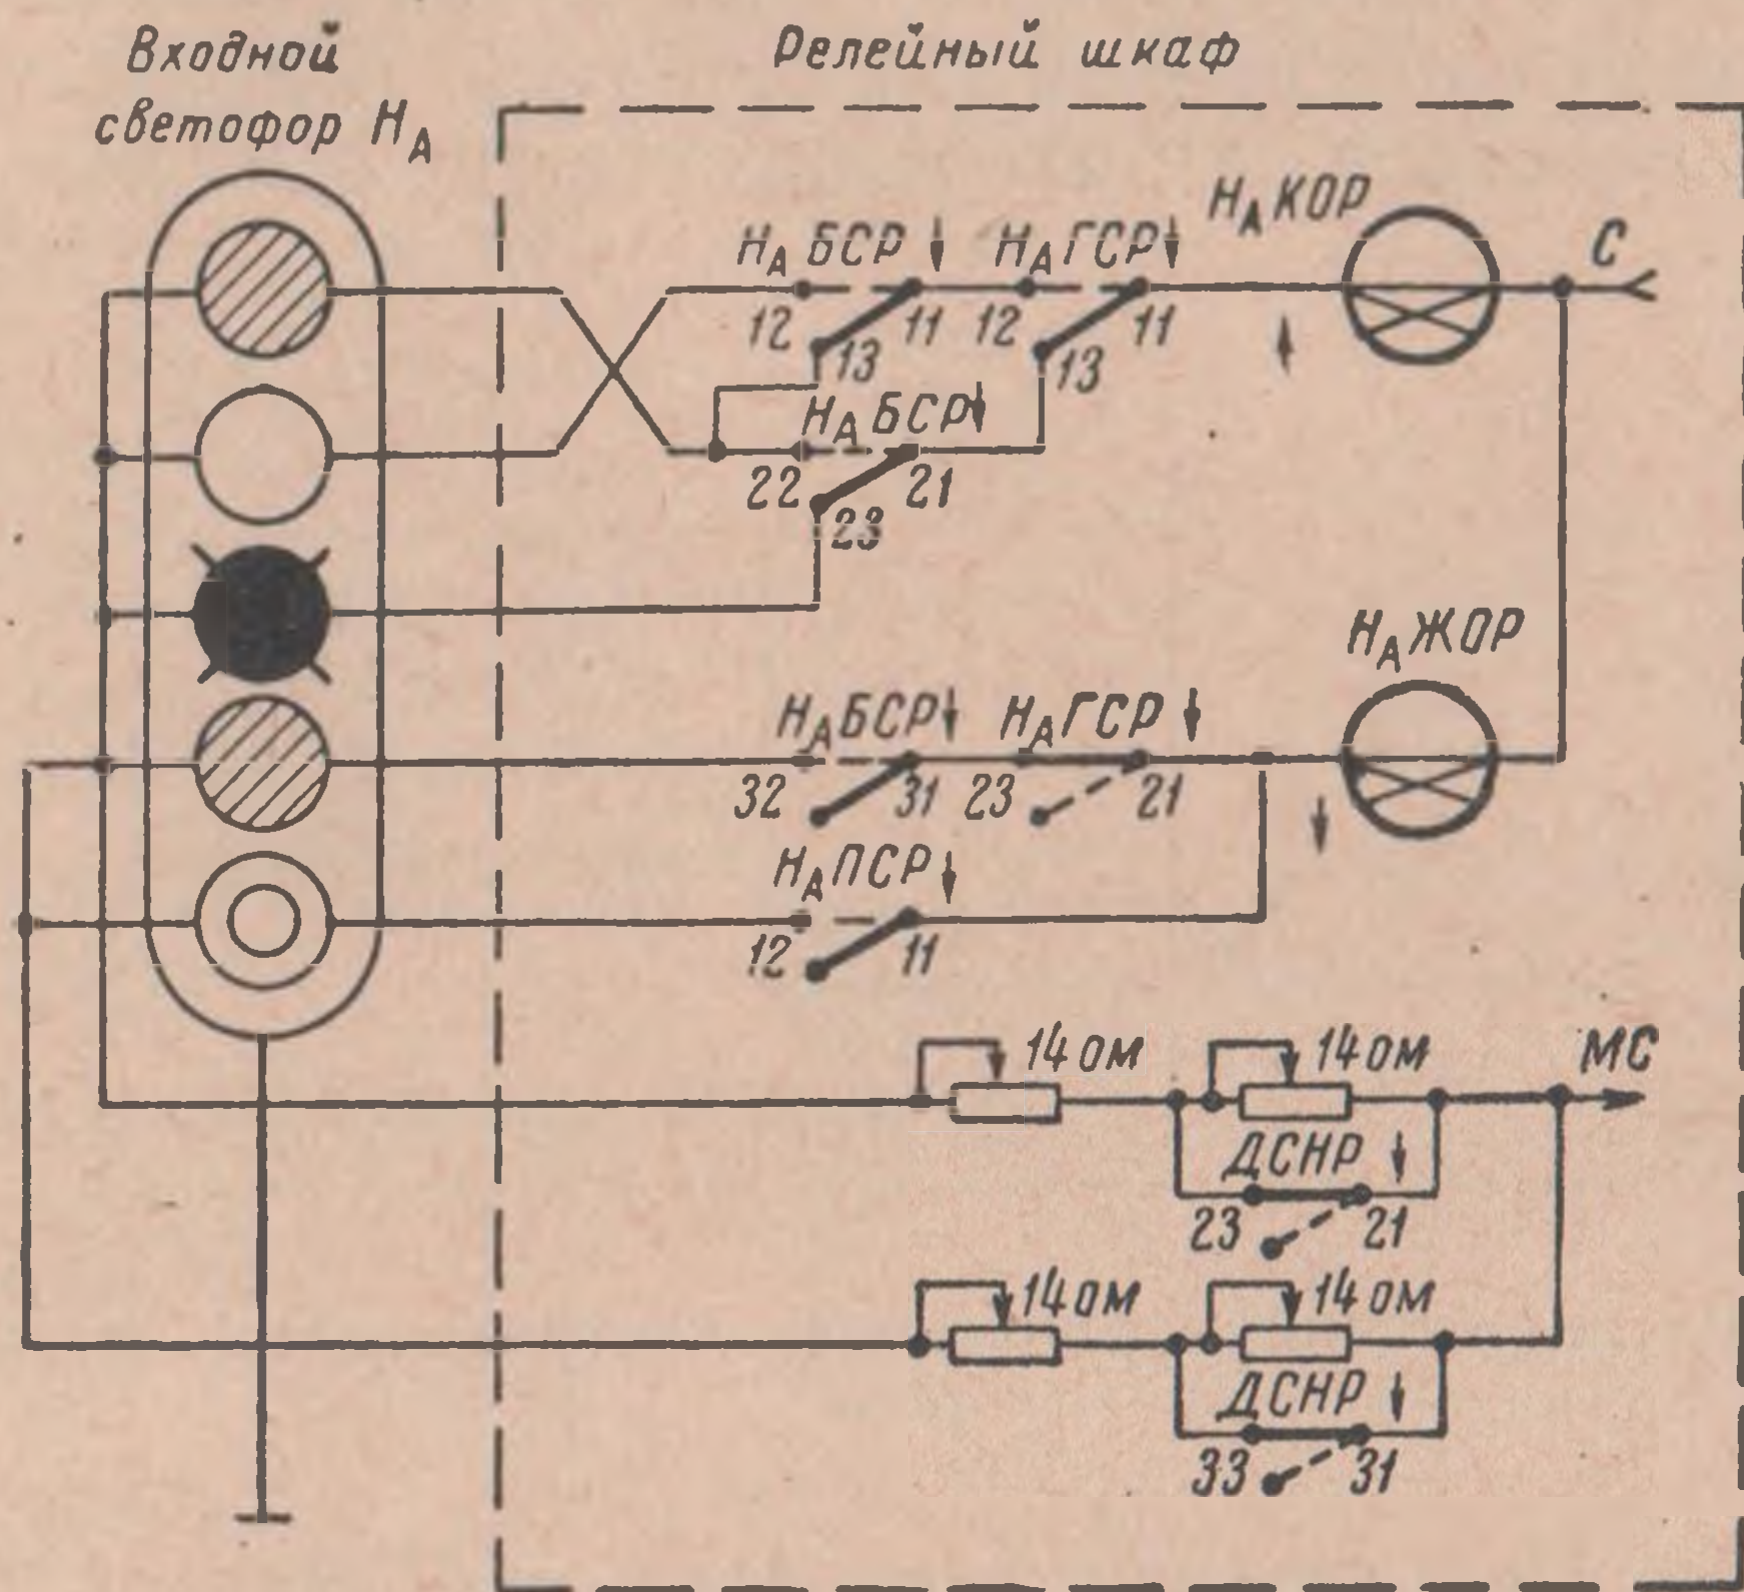 Входной
светофор НА
Релейный шкаф
НАБСР НАГСР НАКОР С
12 11 12 11
13 13
НАБСР
22 21
23
НАЖОР
НАБСР НАГСР
32 31 23 21
НАПСР
12 11
14 ом 14 ом МС
ДСНР
23 21
14 ом 14 ом
ДСНР
33 31